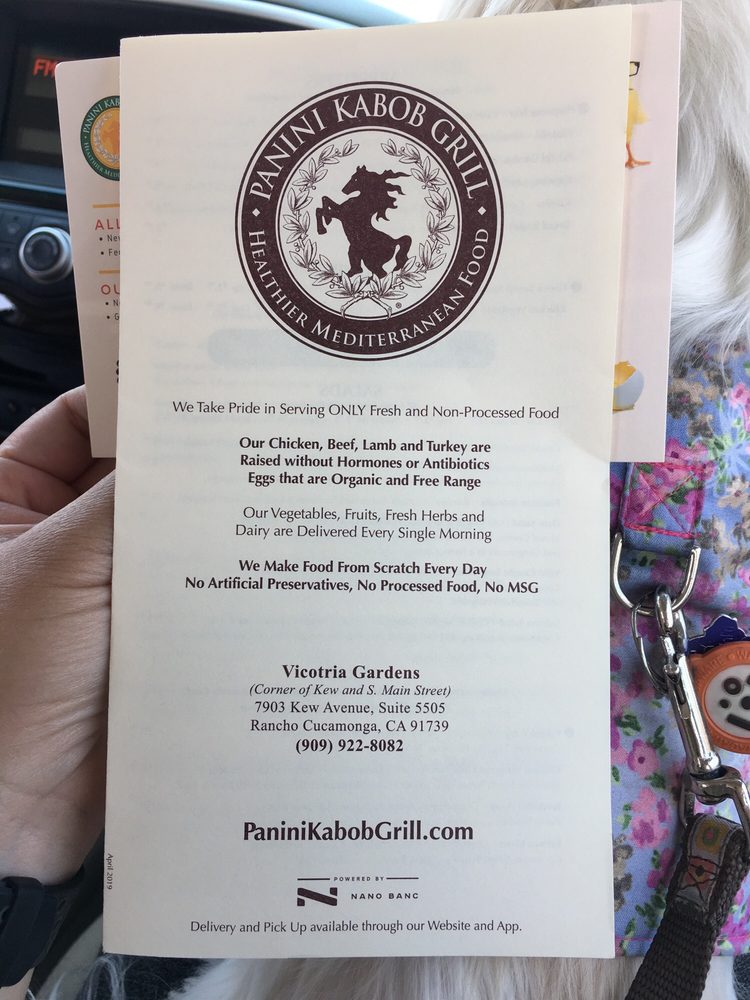 PANINI KABOB GRILL
HEALTHIER MEDITERRANEAN FOOD
®
We Take Pride in Serving ONLY Fresh and Non-Processed Food
Our Chicken, Beef, Lamb and Turkey are
Raised without Hormones or Antibiotics
Eggs that are Organic and Free Range
Our Vegetables, Fruits, Fresh Herbs and
Dairy are Delivered Every Single Morning
We Make Food From Scratch Every Day
No Artificial Preservatives, No Processed Food, No MSG
Vicotria Gardens
(Corner of Kew and S. Main Street)
7903 Kew Avenue, Suite 5505
Rancho Cucamonga, CA 91739
(909) 922-8082
PaniniKabobGrill.com
POWERED BY
NANO BANC
Delivery and Pick Up available through our Website and App.
April 2019
FM